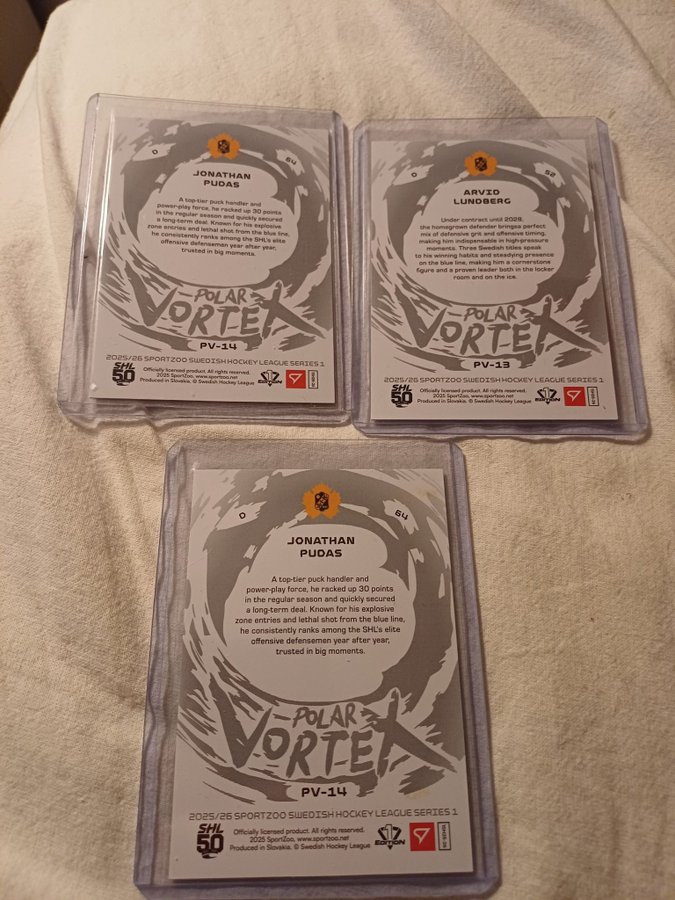 D
64
JONATHAN
PUDAS
A top-tier puck handler and
power-play force, he racked up 30 points
in the regular season and quickly secured
a long-term deal. Known for his explosive
zone entries and lethal shot from the blue line,
he consistently ranks among the SHL's elite
offensive defensemen year after year,
trusted in big moments.
POLAR
VORTEX
PV-14
2025/26 SPORTZOO SWEDISH HOCKEY LEAGUE SERIES 1
SHL
50
Officially licensed product. All rights reserved.
2025 SportZoo, www.sportzoo.net
Produced in Slovakia. © Swedish Hockey League
EDITION
D
52
ARVID
LUNDBERG
Under contract until 2028,
the homegrown defender bringsa perfect
mix of defensive grit and offensive timing,
making him indispensable in high-pressure
moments. Three Swedish titles speak
to his winning habits and steadying presence
on the blue line, making him a cornerstone
figure and a proven leader both in the locker
room and on the ice.
POLAR
VORTEX
PV-13
2025/26 SPORTZOO SWEDISH HOCKEY LEAGUE SERIES 1
SHL
50
Officially licensed product. All rights reserved.
2025 SportZoo, www.sportzoo.net
Produced in Slovakia. © Swedish Hockey League
EDITION
D
64
JONATHAN
PUDAS
A top-tier puck handler and
power-play force, he racked up 30 points
in the regular season and quickly secured
a long-term deal. Known for his explosive
zone entries and lethal shot from the blue line,
he consistently ranks among the SHL's elite
offensive defensemen year after year,
trusted in big moments.
POLAR
VORTEX
PV-14
2025/26 SPORTZOO SWEDISH HOCKEY LEAGUE SERIES 1
SHL
50
Officially licensed product. All rights reserved.
2025 SportZoo, www.sportzoo.net
Produced in Slovakia. © Swedish Hockey League
EDITION